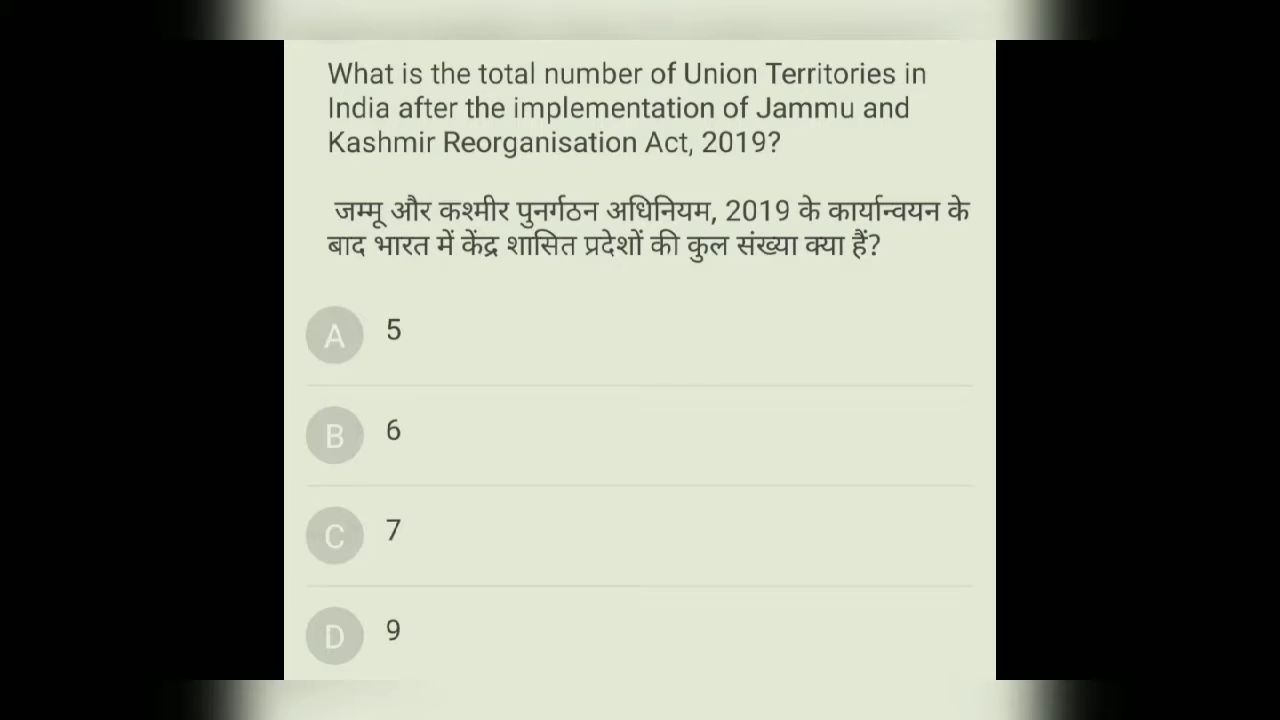 What is the total number of Union Territories in
India after the implementation of Jammu and
Kashmir Reorganisation Act, 2019?
जम्मू और कश्मीर पुनर्गठन अधिनियम, 2019 के कार्यान्वयन के
बाद भारत में केंद्र शासित प्रदेशों की कुल संख्या क्या हैं?
A 5
B 6
C 7
D 9